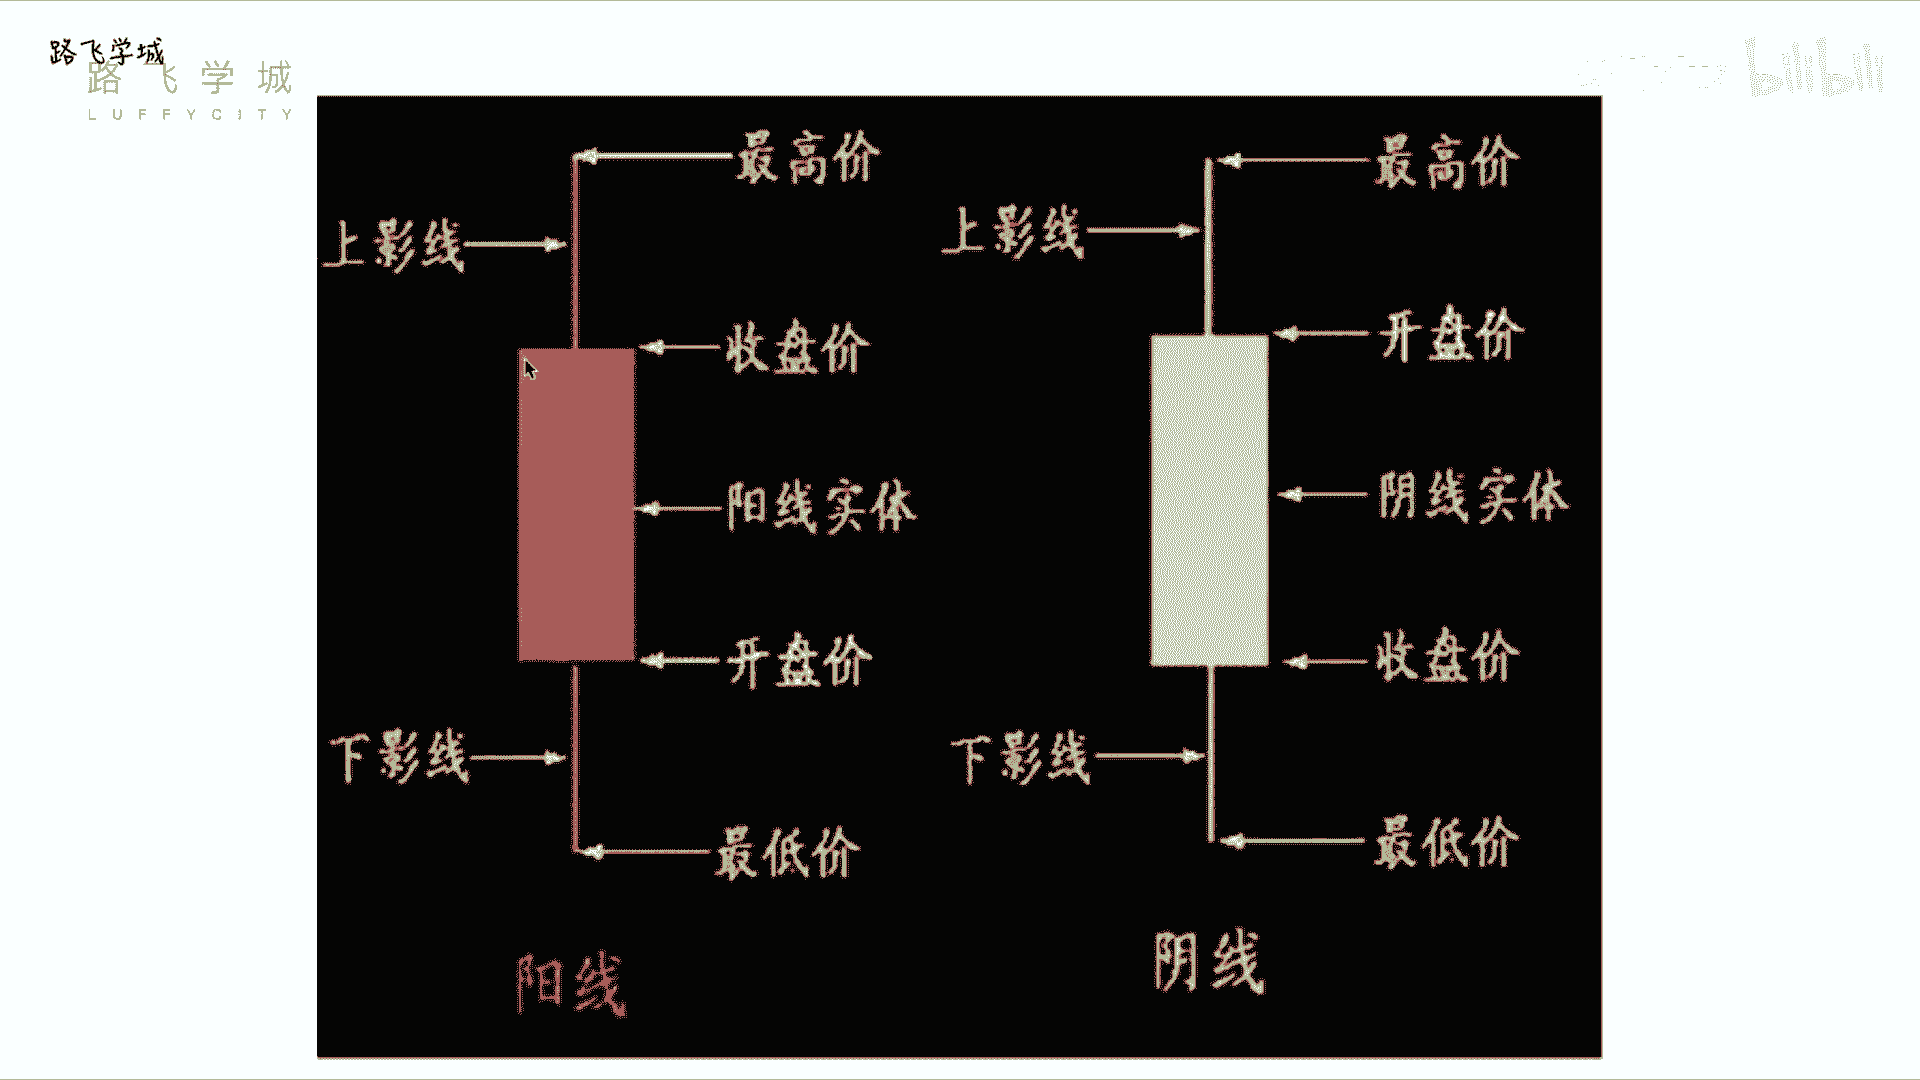 路飞学城
路飞学城
LUFFYCITY
bilibili
最高价
上影线
收盘价
阳线实体
开盘价
下影线
最低价
阳线
最高价
上影线
开盘价
阴线实体
收盘价
下影线
最低价
阴线